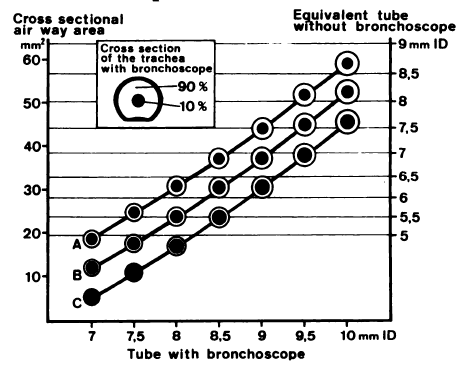 Cross sectional
air way area
mm²
Equivalent tube
without bronchoscope
9 mm ID
Cross section
of the trachea
with bronchoscope
90 %
10 %
60
50
40
30
20
10
8,5
8
7,5
7
6,5
6
5,5
5
A
B
C
7 7,5 8 8,5 9 9,5 10 mm ID
Tube with bronchoscope